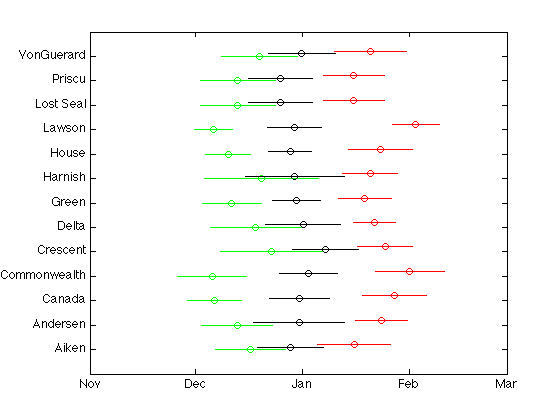 VonGuerard
Priscu
Lost Seal
Lawson
House
Harnish
Green
Delta
Crescent
Commonwealth
Canada
Andersen
Aiken
Nov Dec Jan Feb Mar